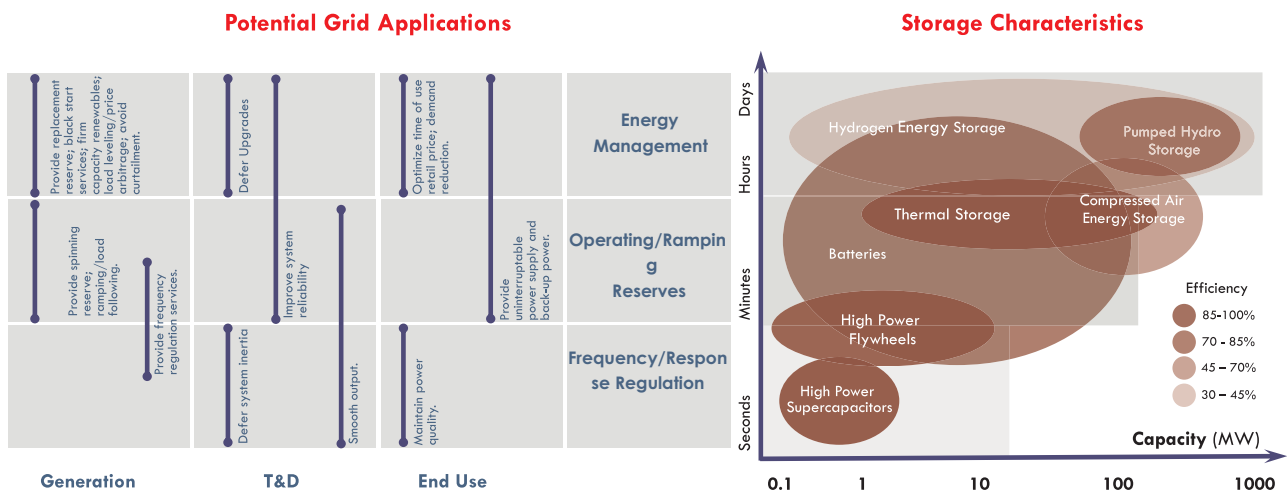 Potential Grid Applications
Provide replacement
reserve; black start
services; firm
capacity renewables;
load leveling/price
arbitrage; avoid
curtailment.
Defer Upgrades
Optimize time of use
retail price; demand
reduction.
Energy
Management
Provide spinning
reserve;
ramping/load
following.
Provide frequency
regulation services.
Improve system
reliability
Provide
uninterruptable
power supply and
back-up power.
Operating/Rampin
g
Reserves
Defer system inertia
Smooth output.
Maintain power
quality.
Frequency/Respon
se Regulation
Generation
T&D
End Use
Storage Characteristics
Days
Hours
Minutes
Seconds
Hydrogen Energy Storage
Pumped Hydro
Storage
Thermal Storage
Compressed Air
Energy Storage
Batteries
High Power
Flywheels
High Power
Supercapacitors
Efficiency
85-100%
70 - 85%
45 – 70%
30 – 45%
Capacity (MW)
0.1
1
10
100
1000